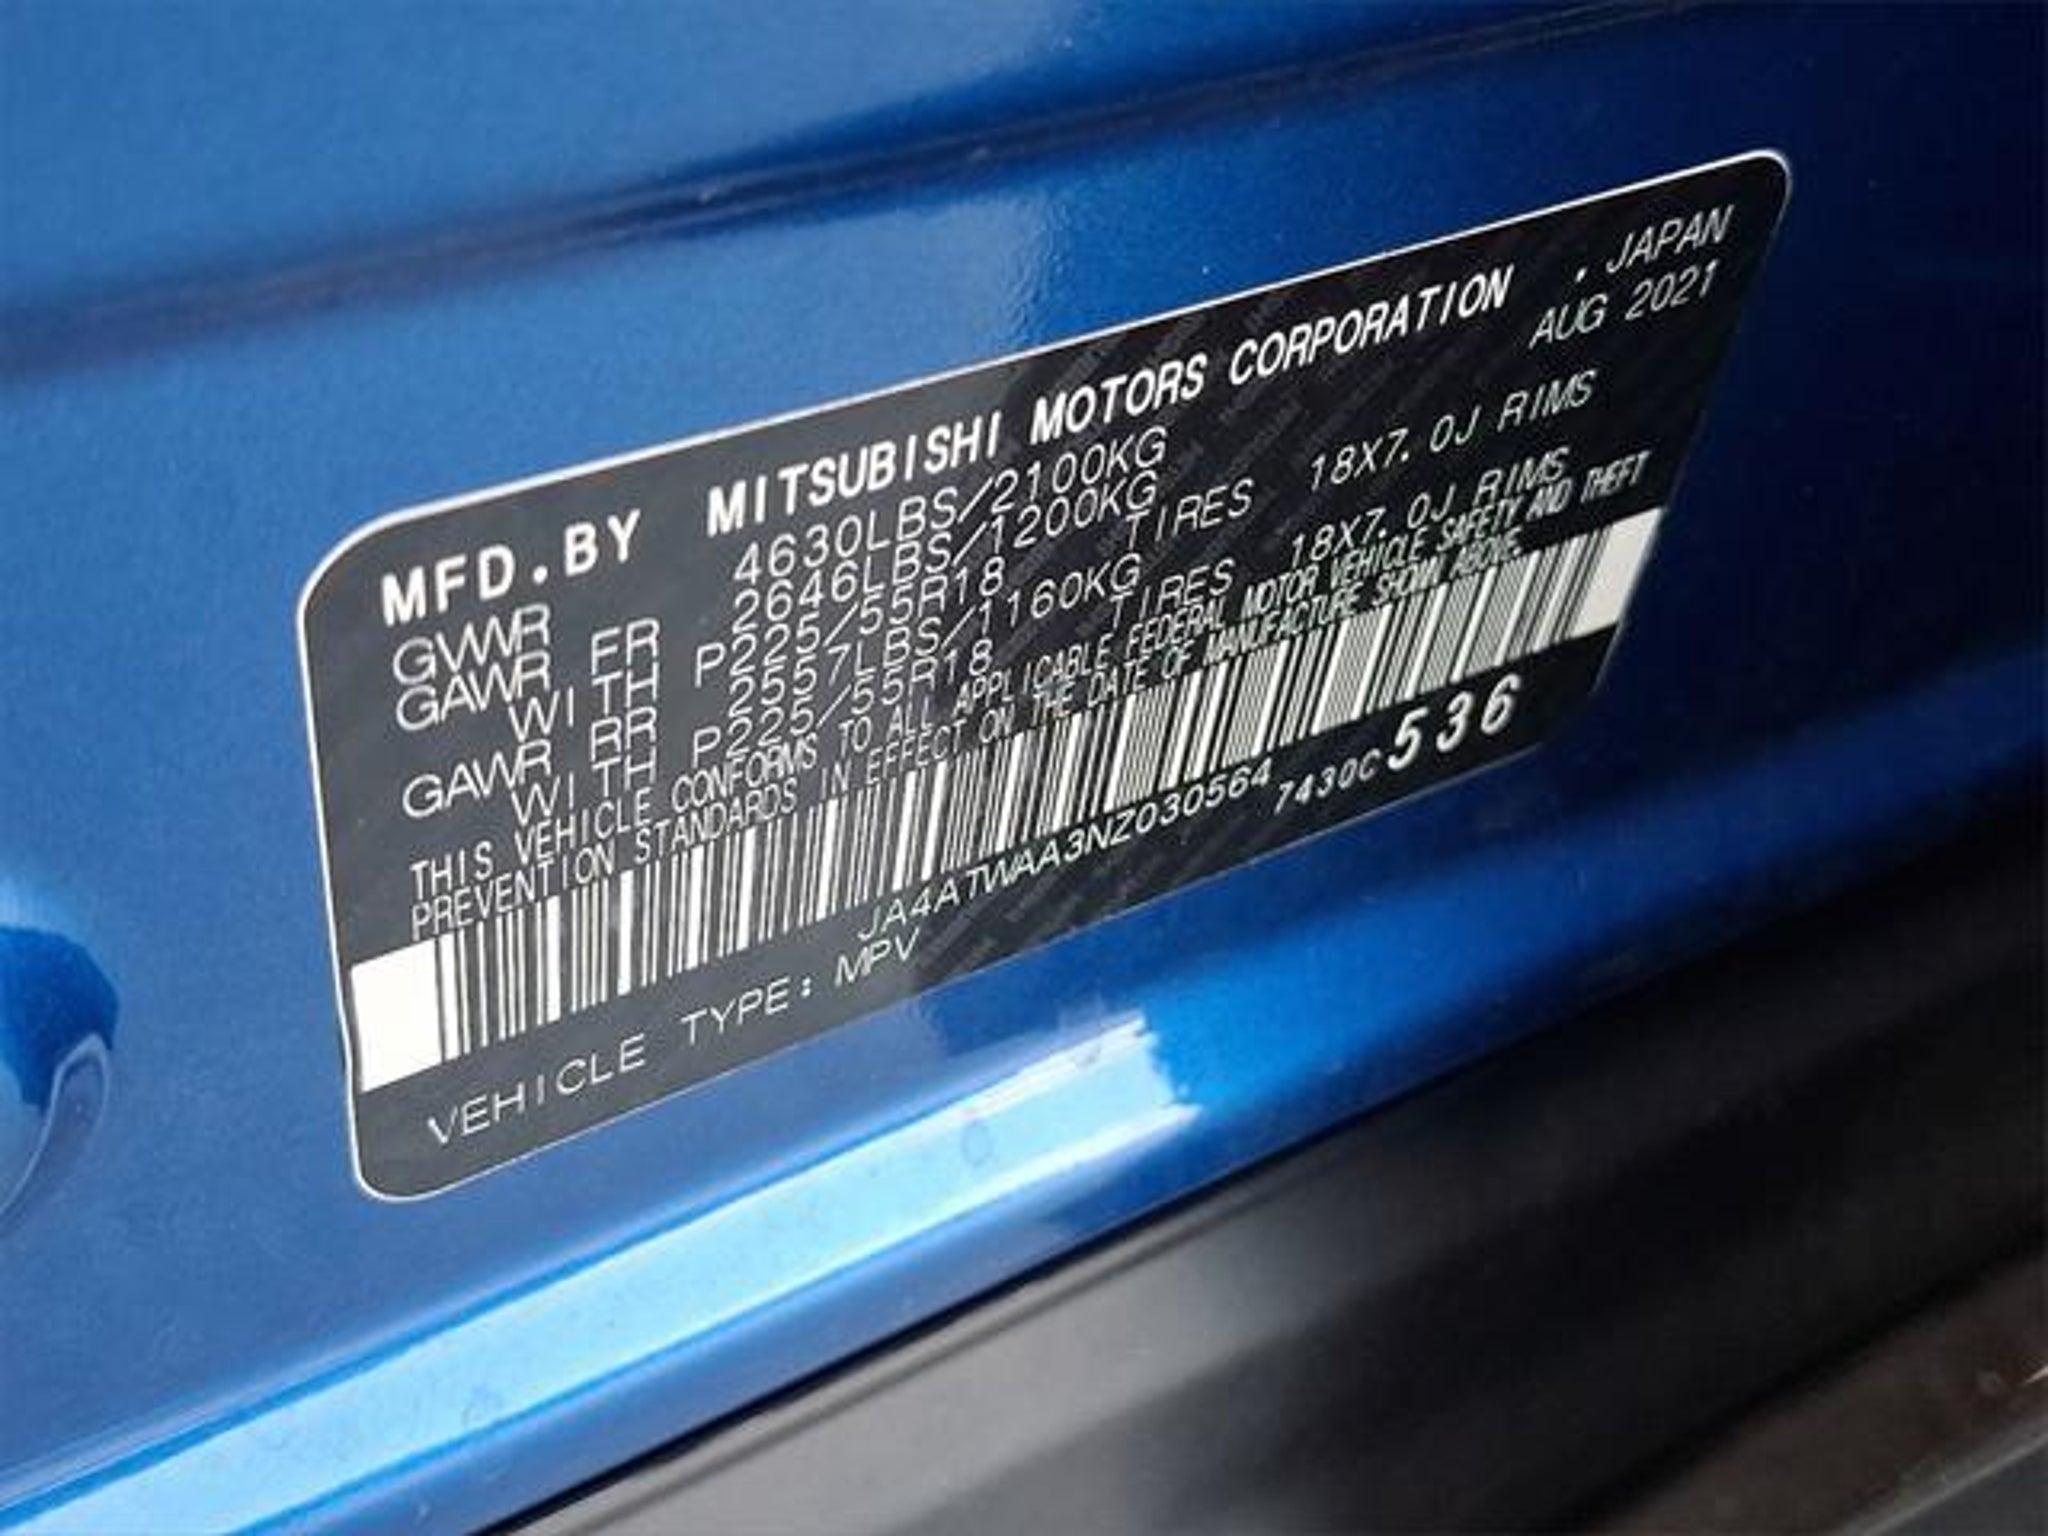 MFD.BY MITSUBISHI MOTORS CORPORATION . JAPAN
AUG 2021
GVWR 4630LBS/2100KG
GAWR FR 2646LBS/1200KG
WITH P225/55R18 TIRES 18X7.0J RIMS
GAWR RR 2557LBS/1160KG
WITH P225/55R18 TIRES 18X7.0J RIMS
THIS VEHICLE CONFORMS TO ALL APPLICABLE FEDERAL MOTOR VEHICLE SAFETY AND THEFT
PREVENTION STANDARDS IN EFFECT ON THE DATE OF MANUFACTURE SHOWN ABOVE.
JA4ATWAA3NZ030564
VEHICLE TYPE: MPV 7430C536